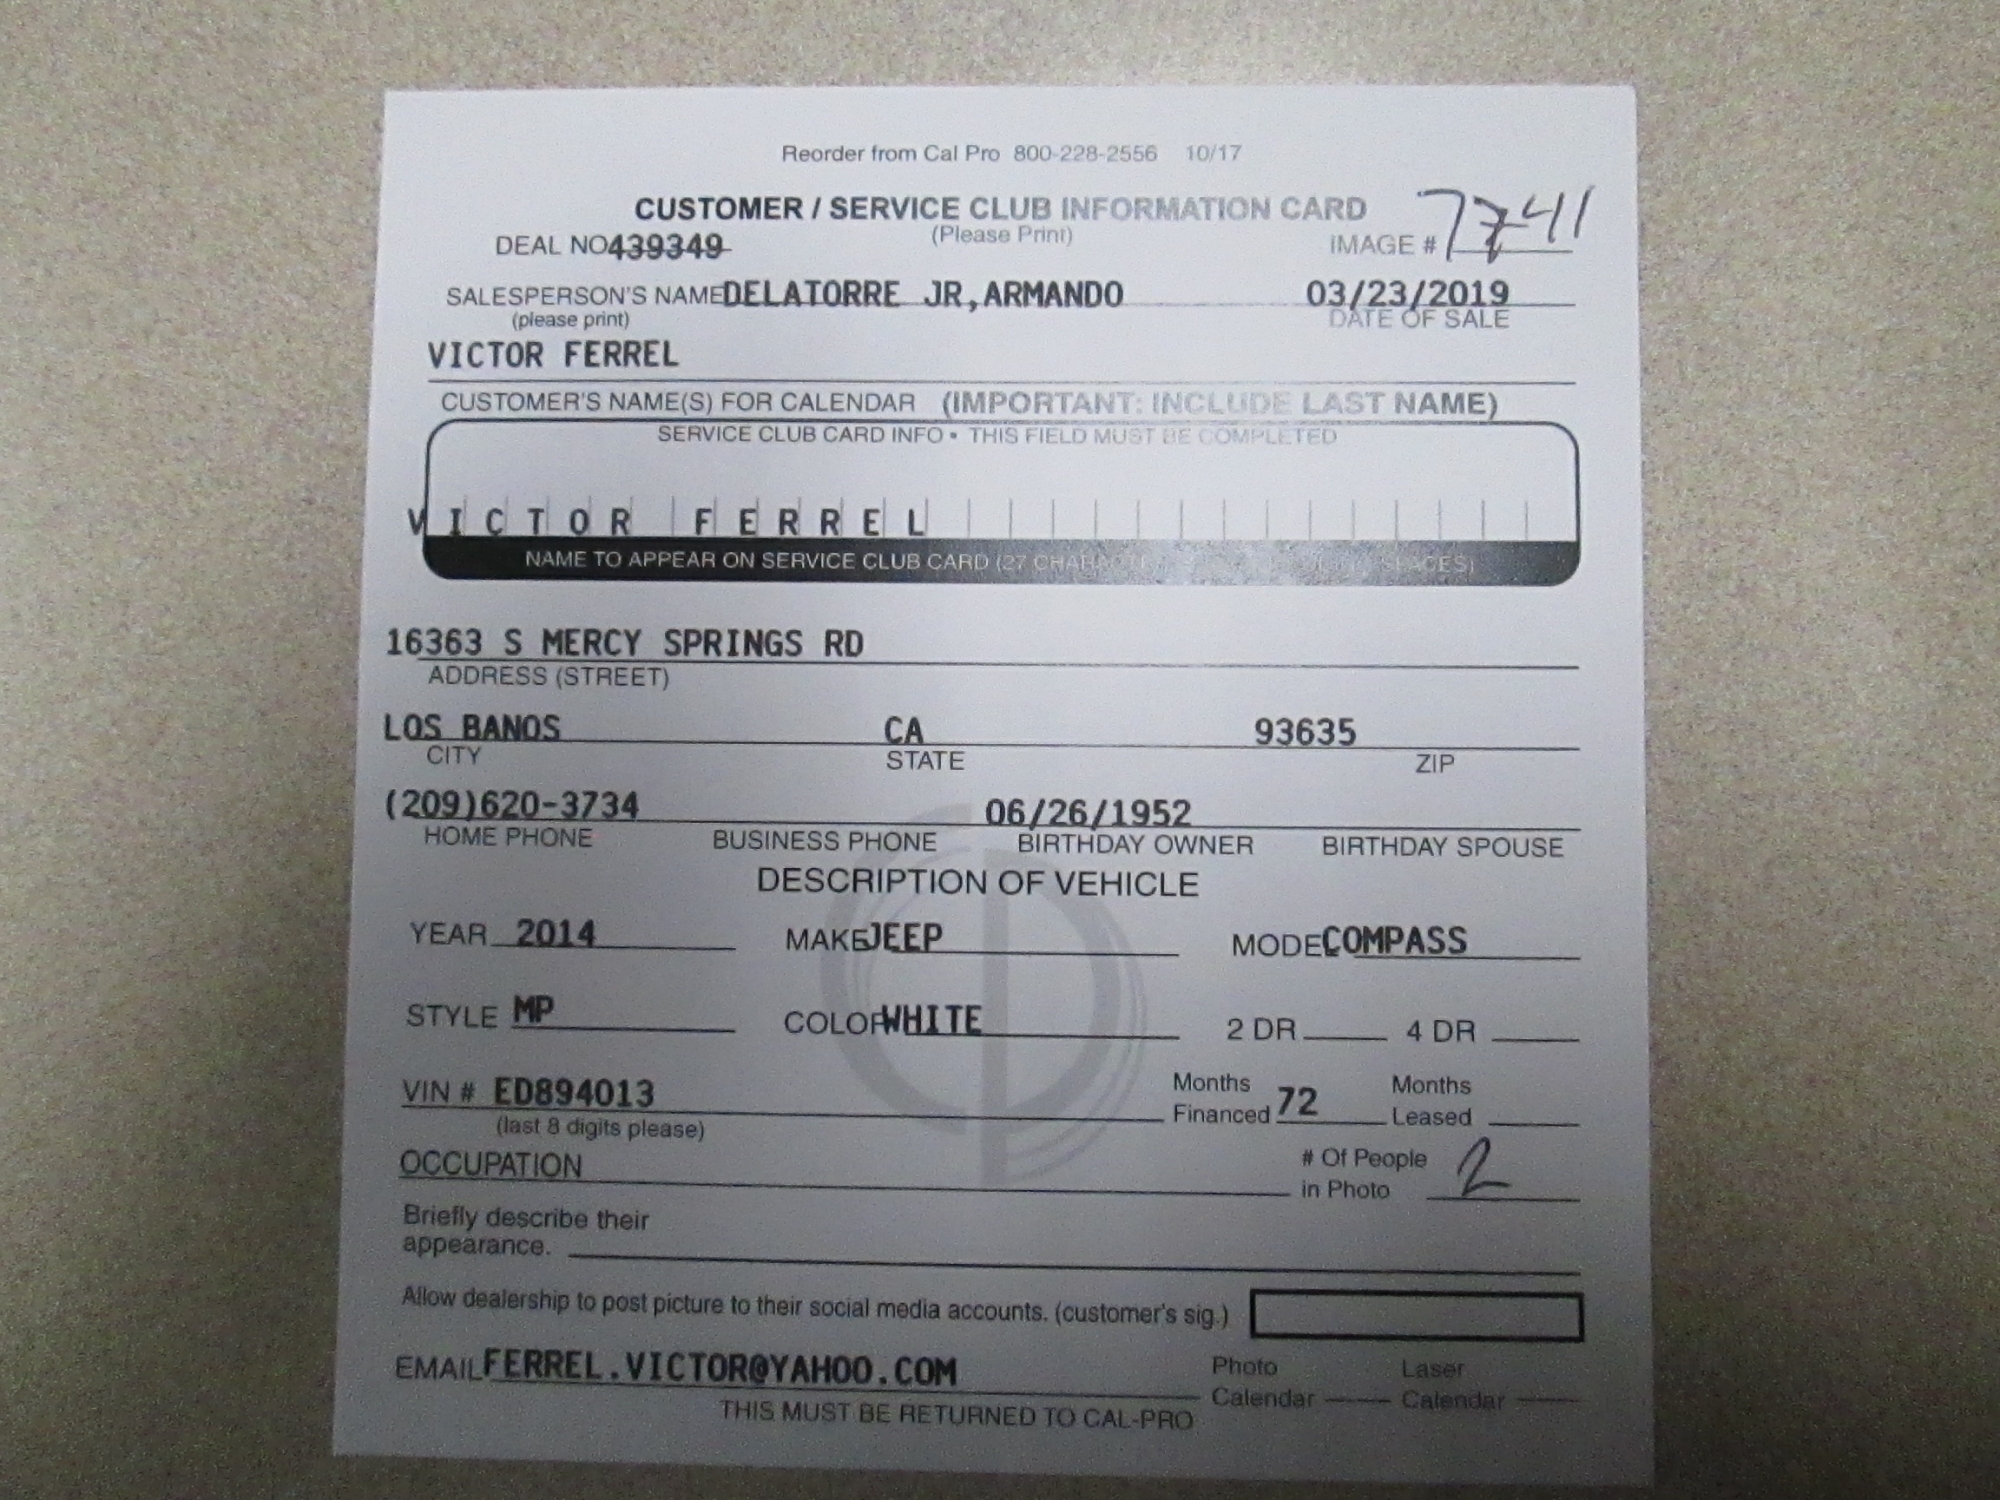 Reorder from Cal Pro 800-228-2556 10/17
CUSTOMER / SERVICE CLUB INFORMATION CARD
(Please Print)
DEAL NO 439349 IMAGE # 7741
SALESPERSON'S NAME DELATORRE JR,ARMANDO 03/23/2019
(please print) DATE OF SALE
VICTOR FERREL
CUSTOMER'S NAME(S) FOR CALENDAR (IMPORTANT: INCLUDE LAST NAME)
SERVICE CLUB CARD INFO • THIS FIELD MUST BE COMPLETED
VICTOR FERREL
NAME TO APPEAR ON SERVICE CLUB CARD (27 SPACES)
16363 S MERCY SPRINGS RD
ADDRESS (STREET)
LOS BANOS CA 93635
CITY STATE ZIP
(209)620-3734 06/26/1952
HOME PHONE BUSINESS PHONE BIRTHDAY OWNER BIRTHDAY SPOUSE
DESCRIPTION OF VEHICLE
YEAR 2014 MAKE JEEP MODE COMPASS
STYLE MP COLOR WHITE 2 DR 4 DR
VIN # ED894013 Months Financed 72 Months Leased
(last 8 digits please)
OCCUPATION # Of People in Photo 2
Briefly describe their
appearance.
Allow dealership to post picture to their social media accounts. (customer's sig.)
EMAIL FERREL.VICTOR@YAHOO.COM Photo Calendar Laser Calendar
THIS MUST BE RETURNED TO CAL-PRO